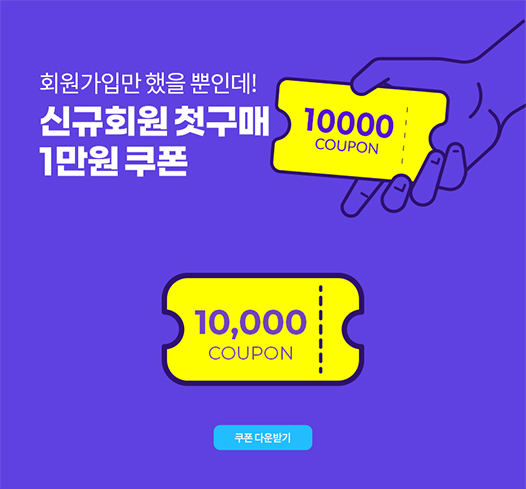 회원가입만 했을 뿐인데!
신규회원 첫구매
1만원 쿠폰
10000
COUPON
10,000
COUPON
쿠폰 다운받기